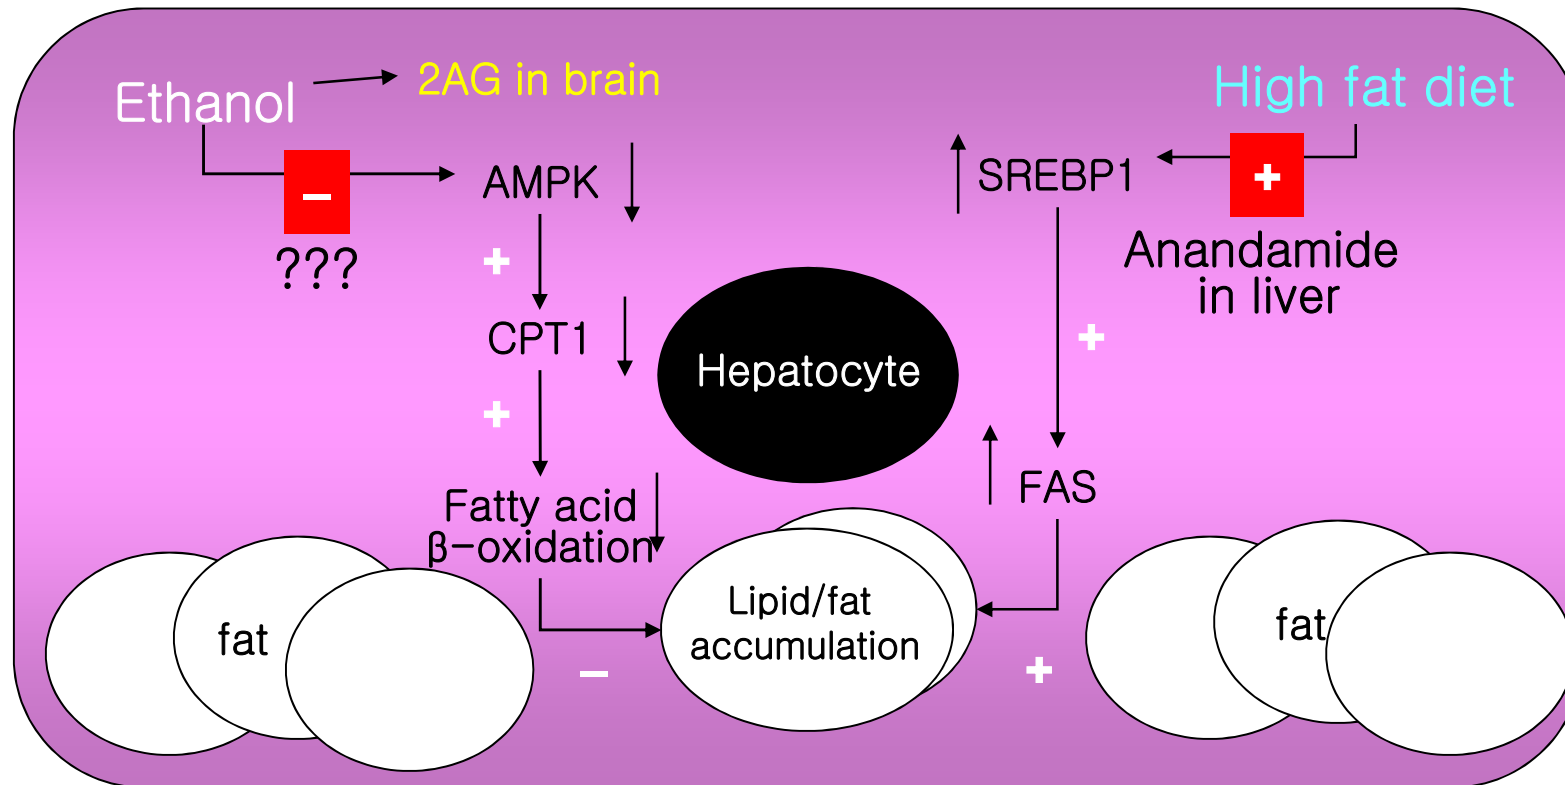 2AG in brain
Ethanol
High fat diet
AMPK
SREBP1
−
+
???
+
Anandamide
in liver
CPT1
+
Hepatocyte
+
Fatty acid
β-oxidation
FAS
Lipid/fat
accumulation
fat
fat
−
+